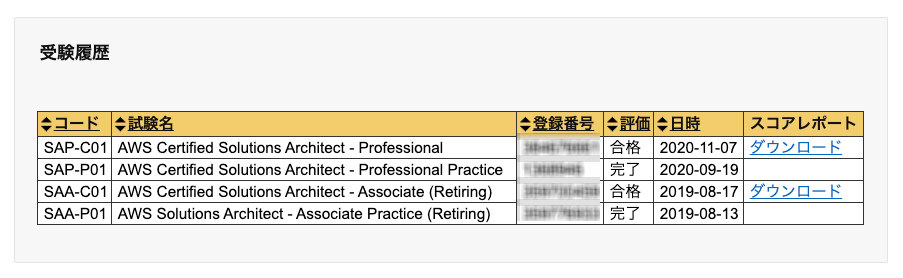 受験履歴
コード 試験名 登録番号 評価 日時 スコアレポート
SAP-C01 AWS Certified Solutions Architect - Professional 合格 2020-11-07 ダウンロード
SAP-P01 AWS Certified Solutions Architect - Professional Practice 完了 2020-09-19
SAA-C01 AWS Certified Solutions Architect - Associate (Retiring) 合格 2019-08-17 ダウンロード
SAA-P01 AWS Solutions Architect - Associate Practice (Retiring) 完了 2019-08-13